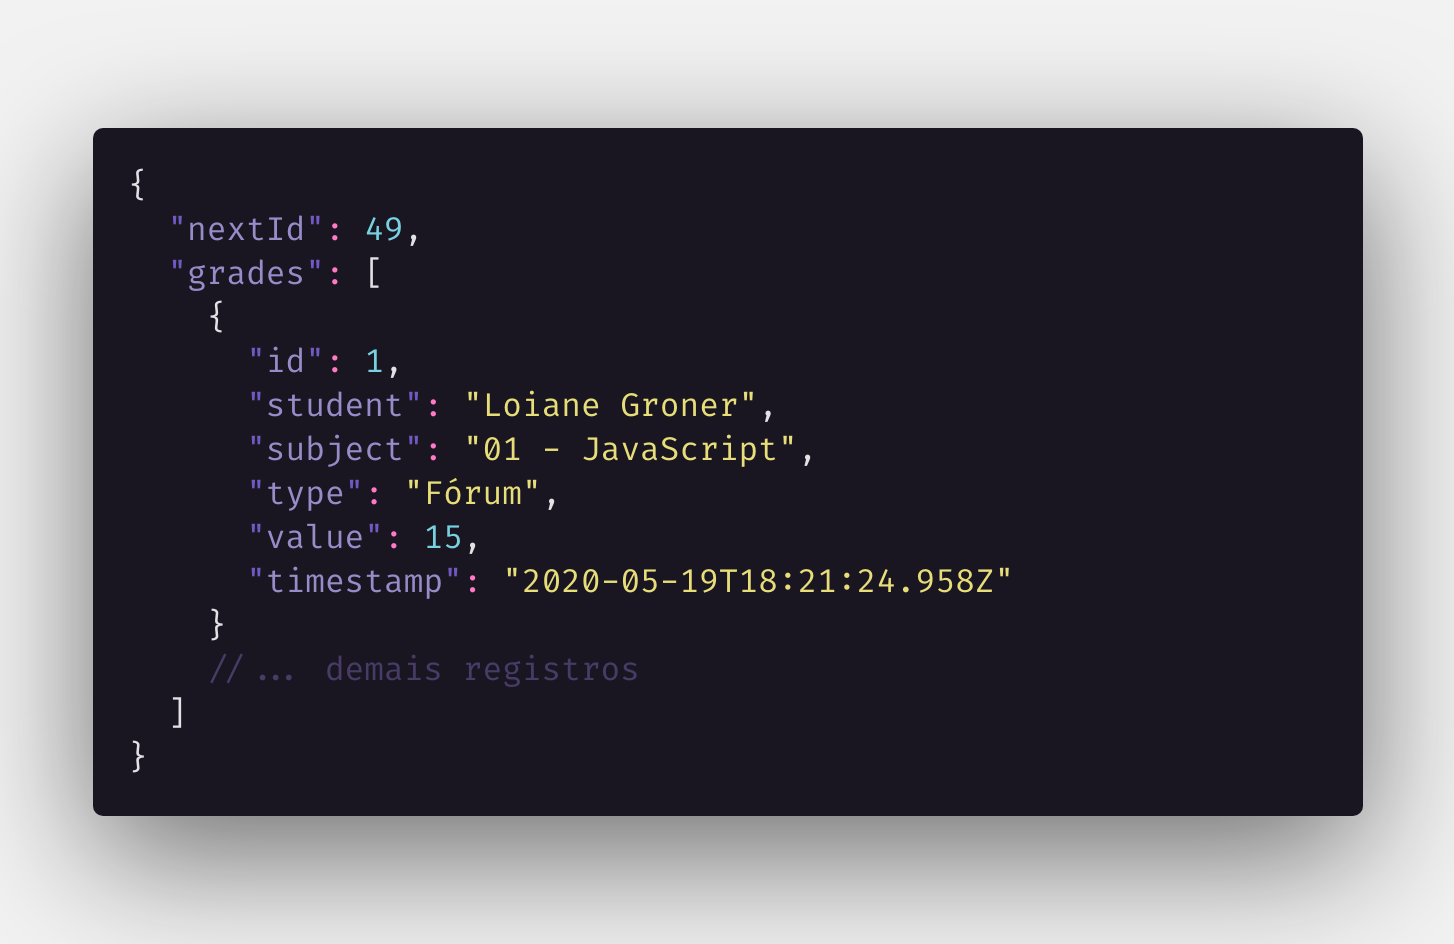 {
  "nextId": 49,
  "grades": [
    {
      "id": 1,
      "student": "Loiane Groner",
      "subject": "01 - JavaScript",
      "type": "Fórum",
      "value": 15,
      "timestamp": "2020-05-19T18:21:24.958Z"
    }
    //... demais registros
  ]
}